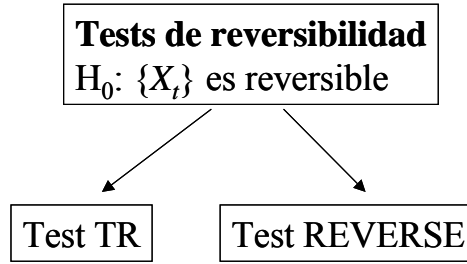 Tests de reversibilidad
H₀: {Xₜ} es reversible
Test TR
Test REVERSE